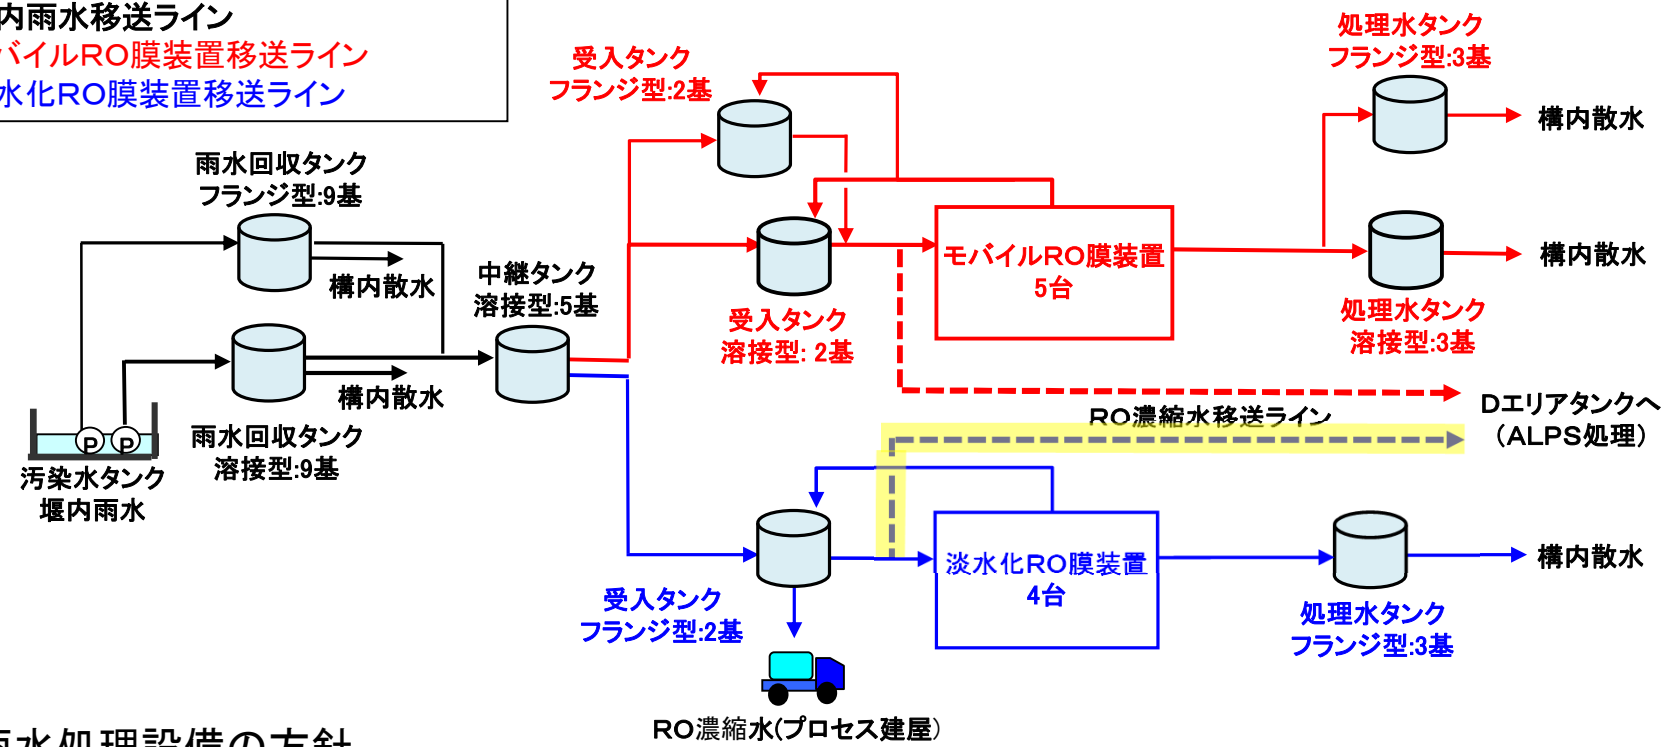 内雨水移送ライン
バイルRO膜装置移送ライン
水化RO膜装置移送ライン
受入タンク
フランジ型:2基
処理水タンク
フランジ型:3基
構内散水
雨水回収タンク
フランジ型:9基
構内散水
中継タンク
溶接型:5基
モバイルRO膜装置
5台
構内散水
受入タンク
溶接型: 2基
処理水タンク
溶接型:3基
構内散水
RO濃縮水移送ライン
Dエリアタンクへ
（ALPS処理）
P
P
雨水回収タンク
溶接型:9基
汚染水タンク
堰内雨水
淡水化RO膜装置
4台
構内散水
受入タンク
フランジ型:2基
処理水タンク
フランジ型:3基
RO濃縮水(プロセス建屋）
雨水処理設備の方針